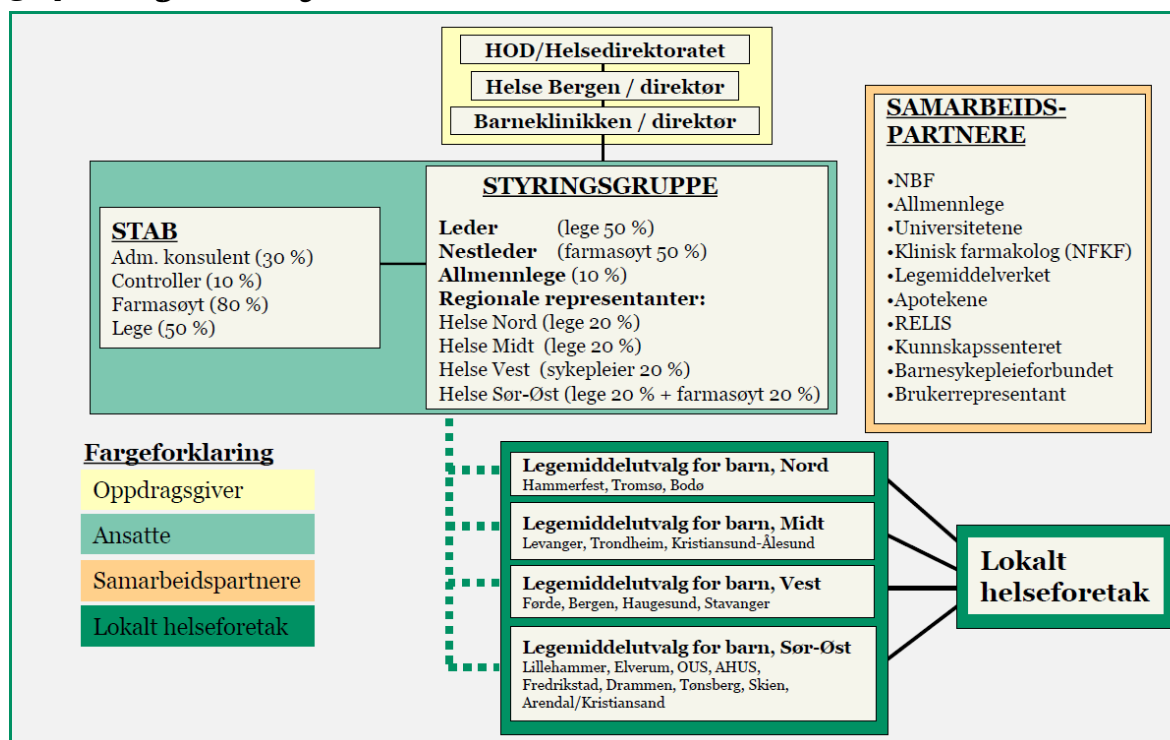 HOD/Helsedirektoratet
Helse Bergen / direktør
Barneklinikken / direktør
SAMARBEIDS-
PARTNERE
•NBF
•Allmennlege
•Universitetene
•Klinisk farmakolog (NFKF)
•Legemiddelverket
•Apotekene
•RELIS
•Kunnskapssenteret
•Barnesykepleieforbundet
•Brukerrepresentant
STAB
Adm. konsulent (30 %)
Controller (10 %)
Farmasøyt (80 %)
Lege (50 %)
STYRINGSGRUPPE
Leder (lege 50 %)
Nestleder (farmasøyt 50 %)
Allmennlege (10 %)
Regionale representanter:
Helse Nord (lege 20 %)
Helse Midt (lege 20 %)
Helse Vest (sykepleier 20 %)
Helse Sør-Øst (lege 20 % + farmasøyt 20 %)
Fargeforklaring
Oppdragsgiver
Ansatte
Samarbeidspartnere
Lokalt helseforetak
Legemiddelutvalg for barn, Nord
Hammerfest, Tromsø, Bodø
Legemiddelutvalg for barn, Midt
Levanger, Trondheim, Kristiansund-Ålesund
Legemiddelutvalg for barn, Vest
Førde, Bergen, Haugesund, Stavanger
Legemiddelutvalg for barn, Sør-Øst
Lillehammer, Elverum, OUS, AHUS,
Fredrikstad, Drammen, Tønsberg, Skien,
Arendal/Kristiansand
Lokalt
helseforetak